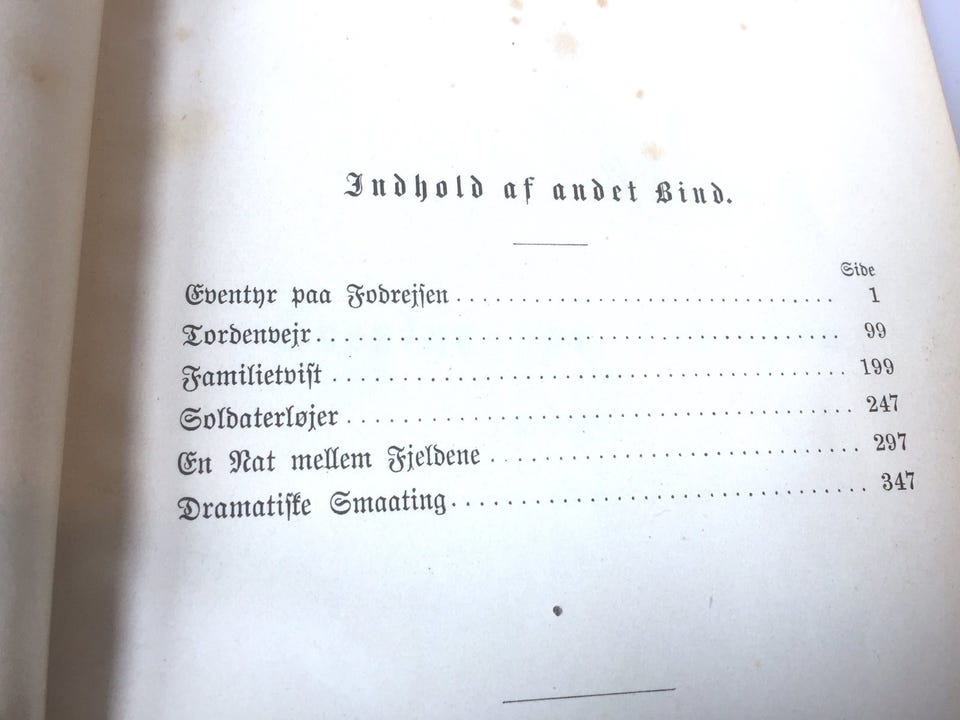 Indhold af andet Bind.
Side
Eventyr paa Fodrejsen ................................ 1
Tordenvejr ................................ 99
Familietvist ................................ 199
Soldaterløjer ................................ 247
En Nat mellem Fjeldene ................................ 297
Dramatiske Smaating ................................ 347